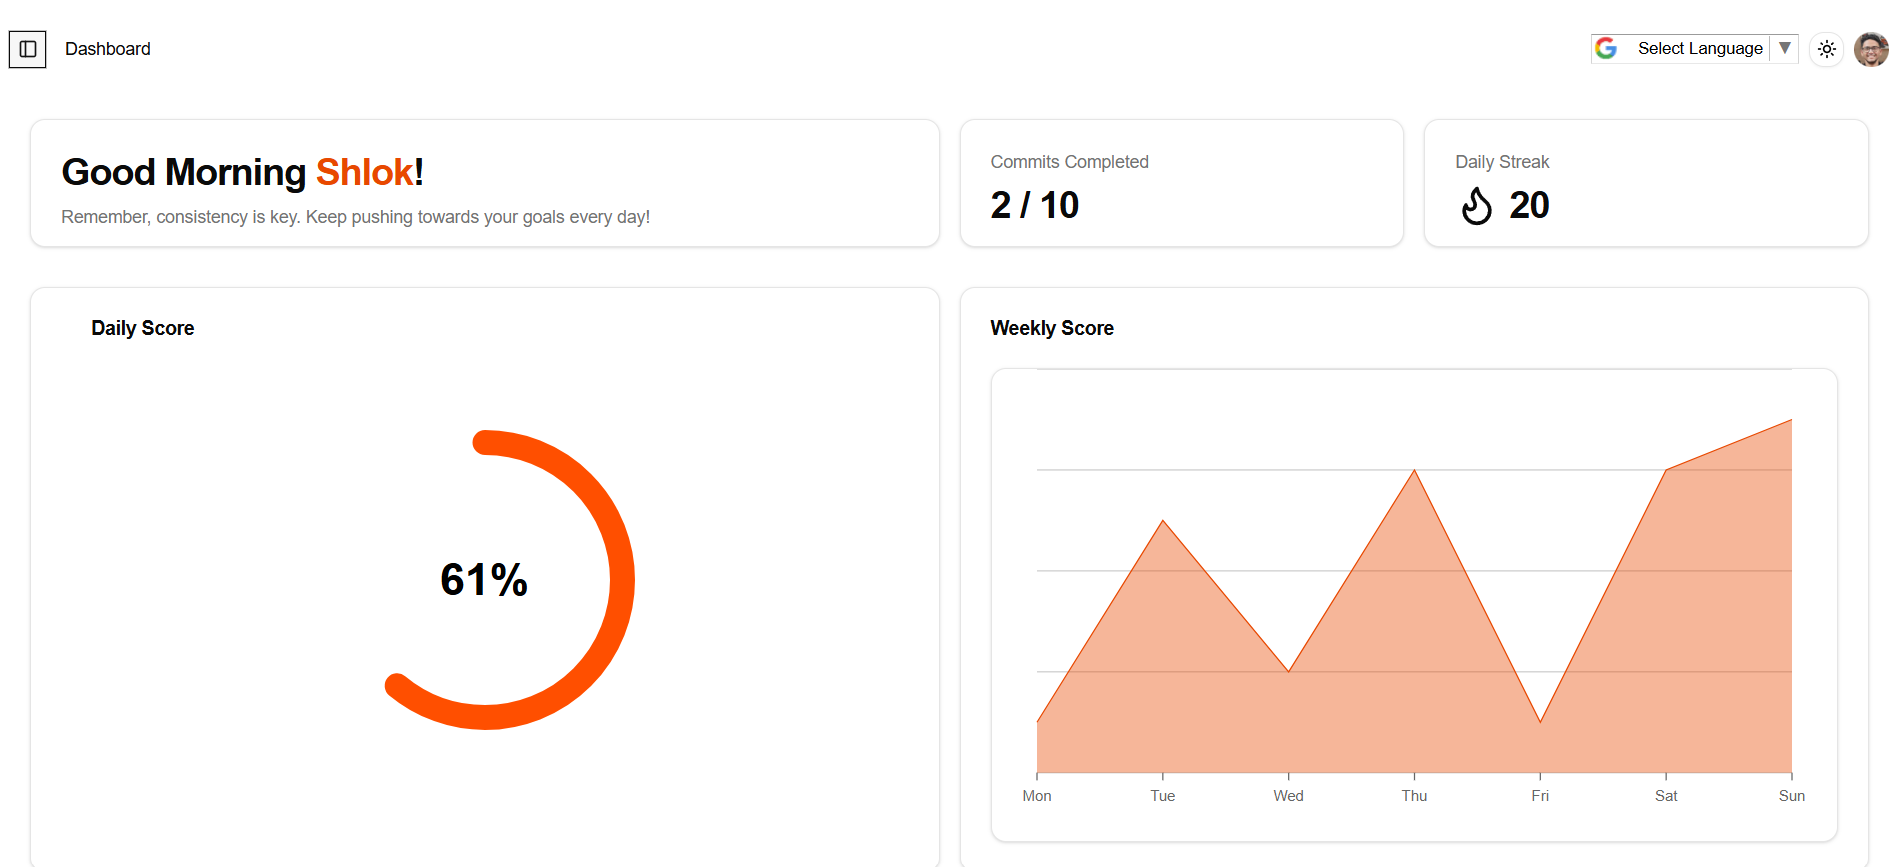 Dashboard
Select Language ▼
Good Morning Shlok!
Remember, consistency is key. Keep pushing towards your goals every day!
Commits Completed
2 / 10
Daily Streak
20
Daily Score
61%
Weekly Score
Mon Tue Wed Thu Fri Sat Sun